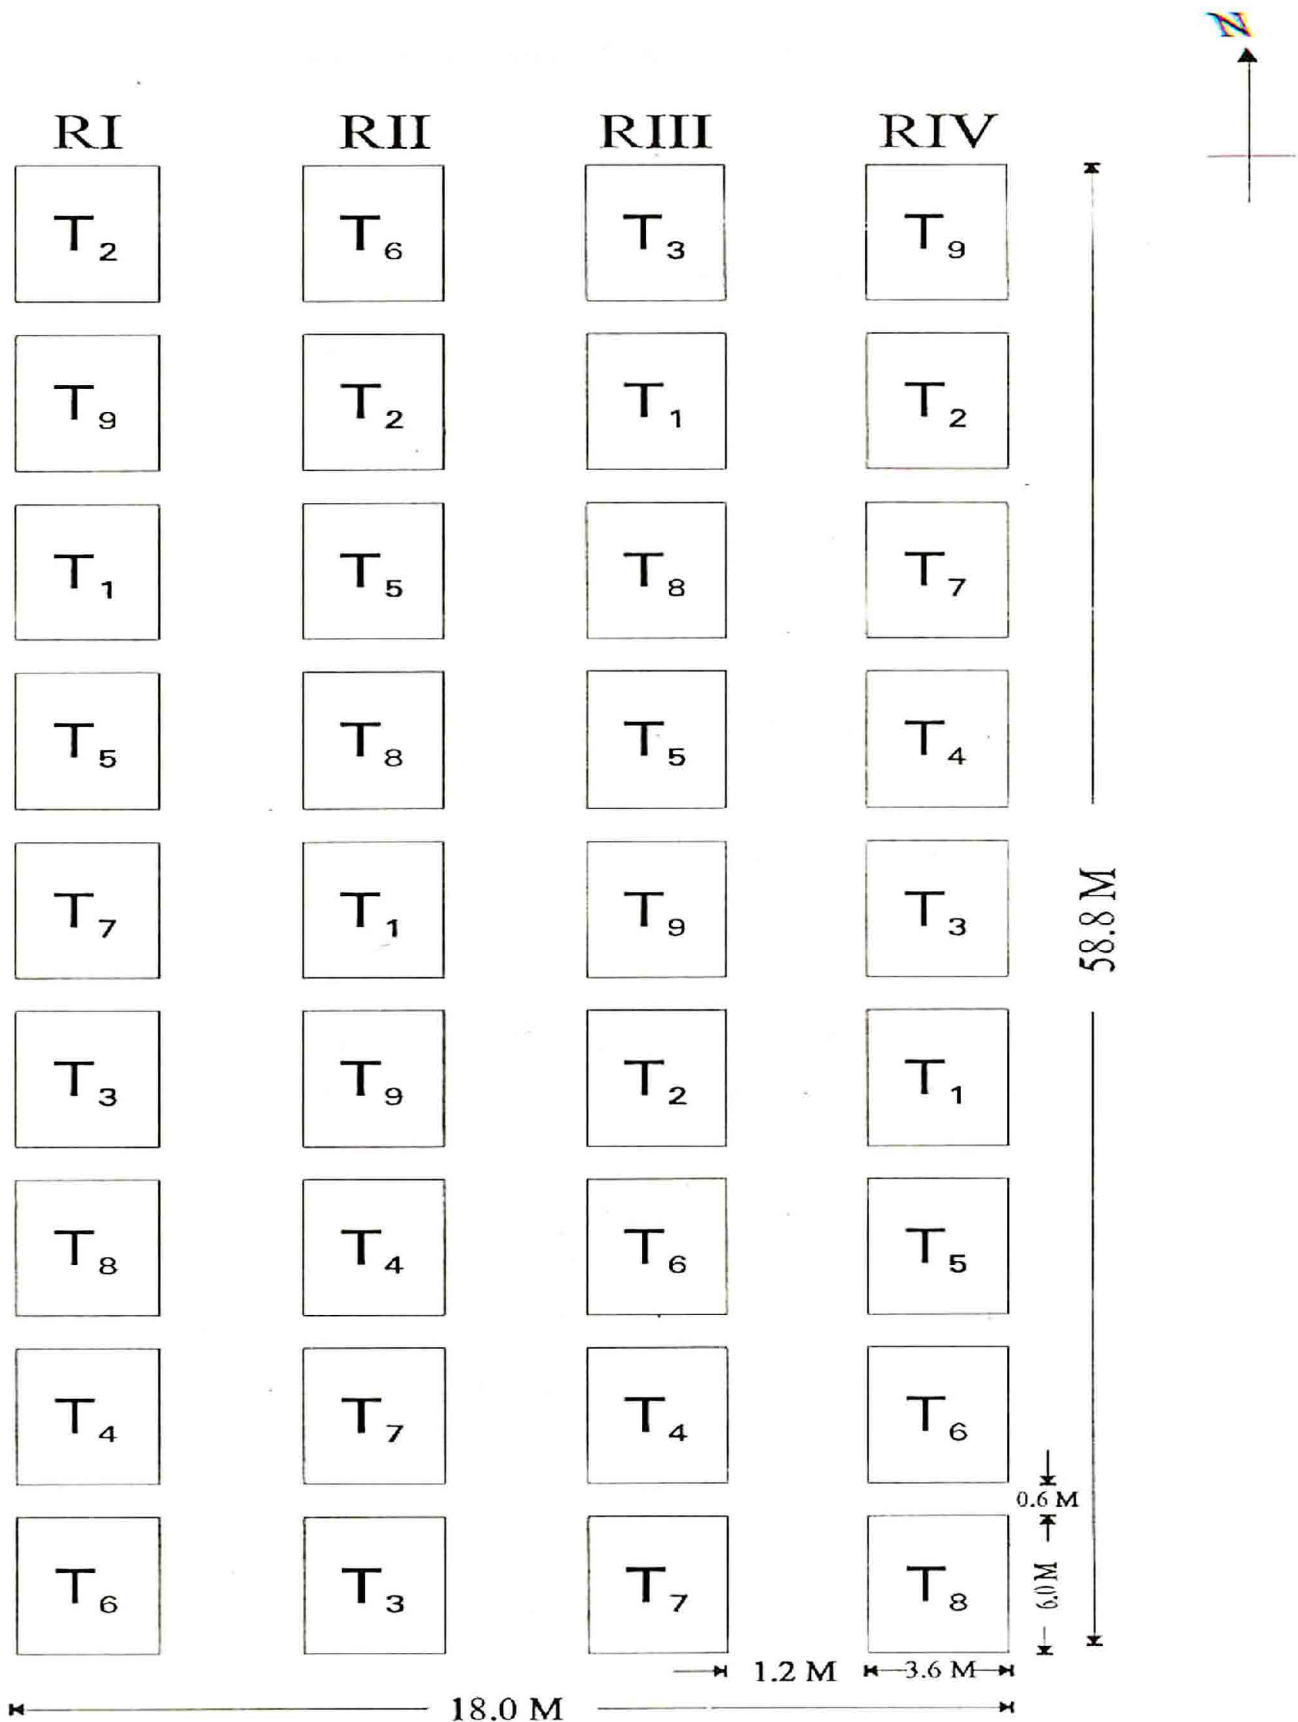 N
RI RII RIII RIV
T2 T6 T3 T9
T9 T2 T1 T2
T1 T5 T8 T7
T5 T8 T5 T4
T7 T1 T9 T3
58.8 M
T3 T9 T2 T1
T8 T4 T6 T5
T4 T7 T4 T6
0.6 M
T6 T3 T7 T8
6.0 M
1.2 M 3.6 M
18.0 M